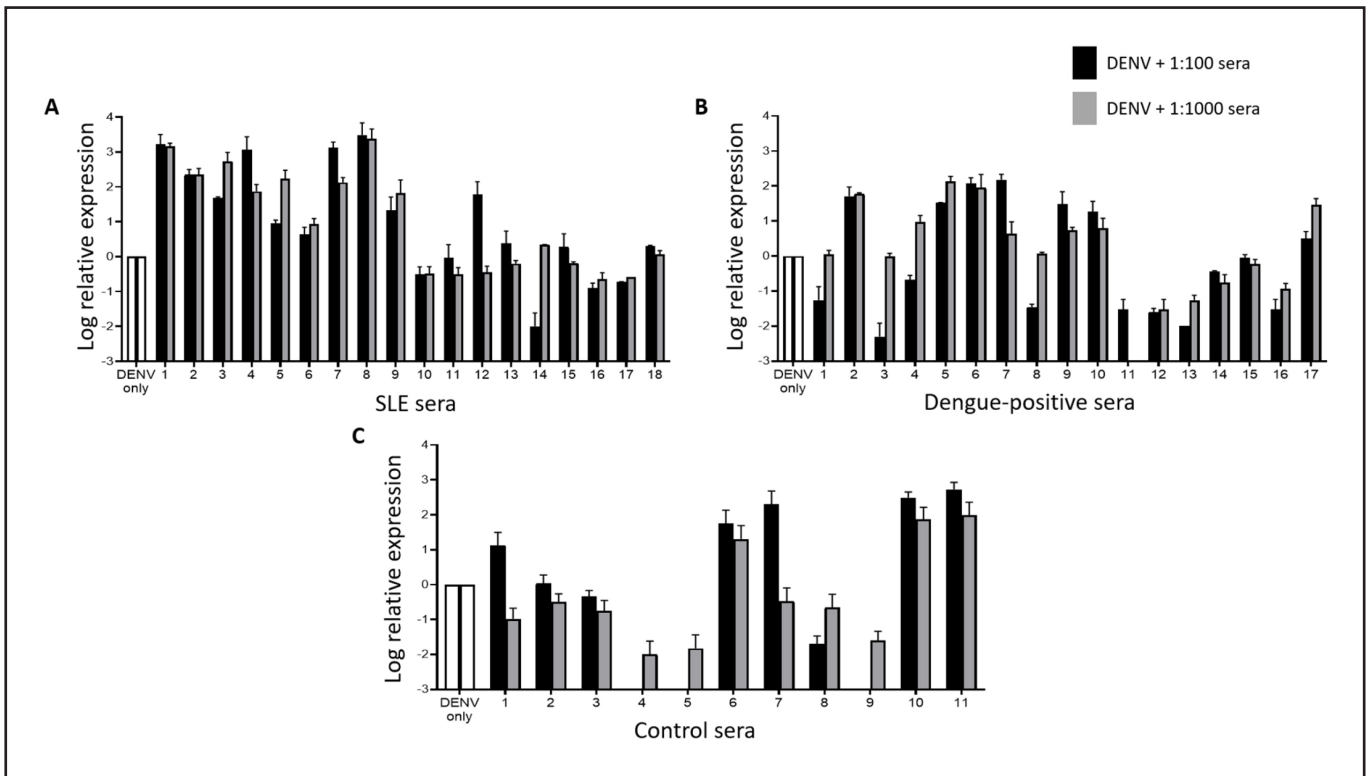 DENV + 1:100 sera
DENV + 1:1000 sera
A
Log relative expression
4
3
2
1
0
-1
-2
-3
DENV only 1 2 3 4 5 6 7 8 9 10 11 12 13 14 15 16 17 18
SLE sera
B
Log relative expression
4
3
2
1
0
-1
-2
-3
DENV only 1 2 3 4 5 6 7 8 9 10 11 12 13 14 15 16 17
Dengue-positive sera
C
Log relative expression
4
3
2
1
0
-1
-2
-3
DENV only 1 2 3 4 5 6 7 8 9 10 11
Control sera